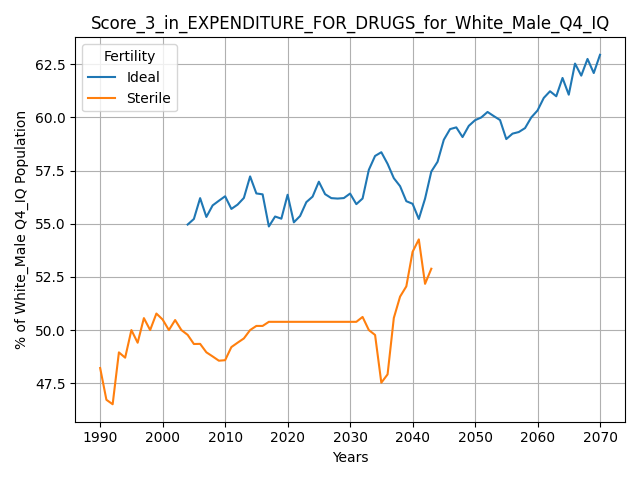 Score_3_in_EXPENDITURE_FOR_DRUGS_for_White_Male_Q4_IQ
Fertility
Ideal
Sterile
% of White_Male Q4_IQ Population
62.5
60.0
57.5
55.0
52.5
50.0
47.5
1990 2000 2010 2020 2030 2040 2050 2060 2070
Years